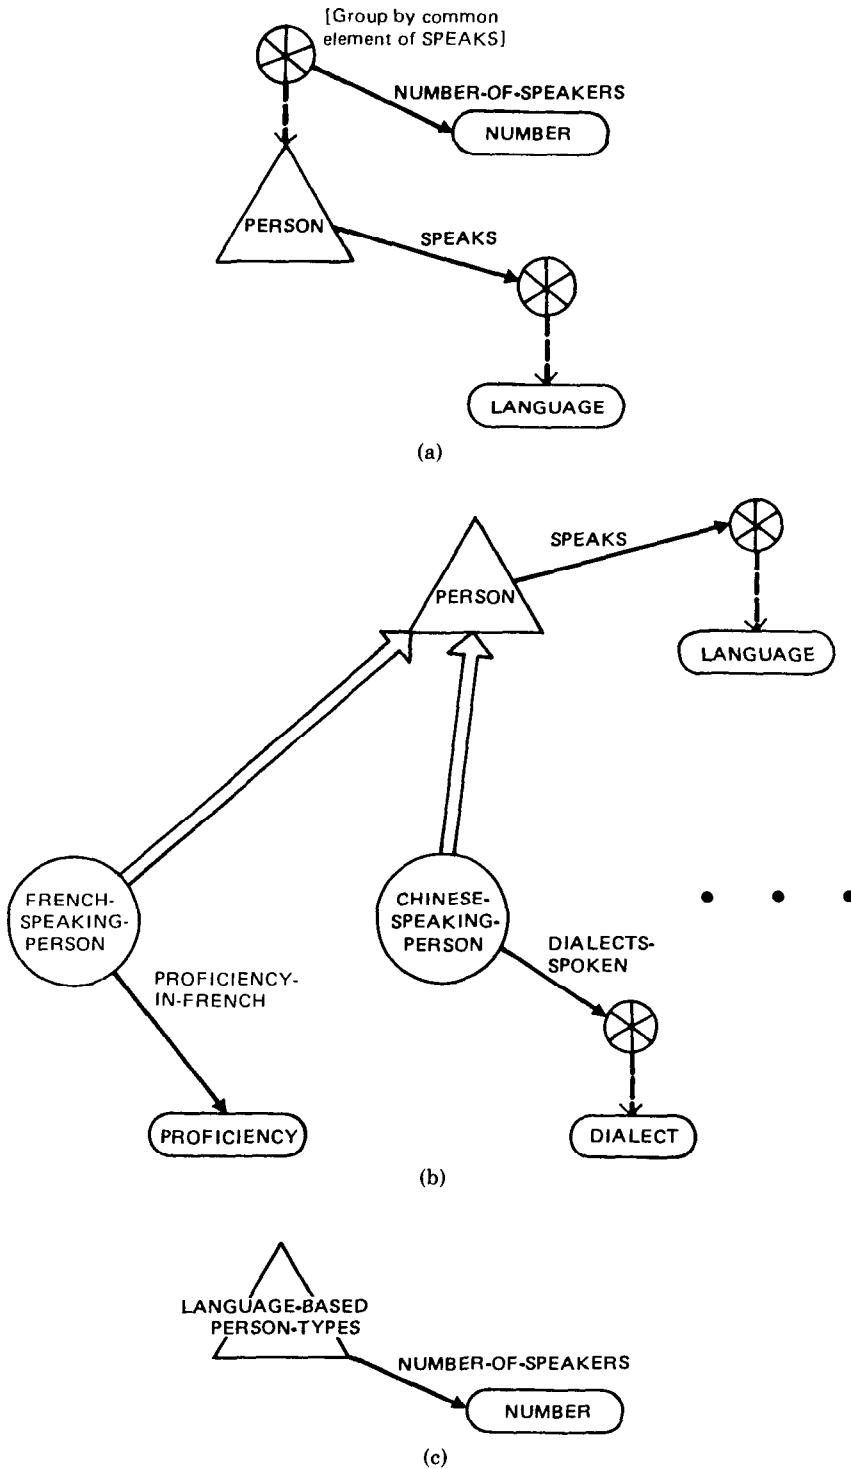 [Group by common
element of SPEAKS]
NUMBER-OF-SPEAKERS
NUMBER
PERSON
SPEAKS
LANGUAGE
(a)
SPEAKS
PERSON
LANGUAGE
FRENCH-
SPEAKING-
PERSON
CHINESE-
SPEAKING-
PERSON
DIALECTS-
SPOKEN
PROFICIENCY-
IN-FRENCH
PROFICIENCY
DIALECT
(b)
LANGUAGE-BASED
PERSON-TYPES
NUMBER-OF-SPEAKERS
NUMBER
(c)